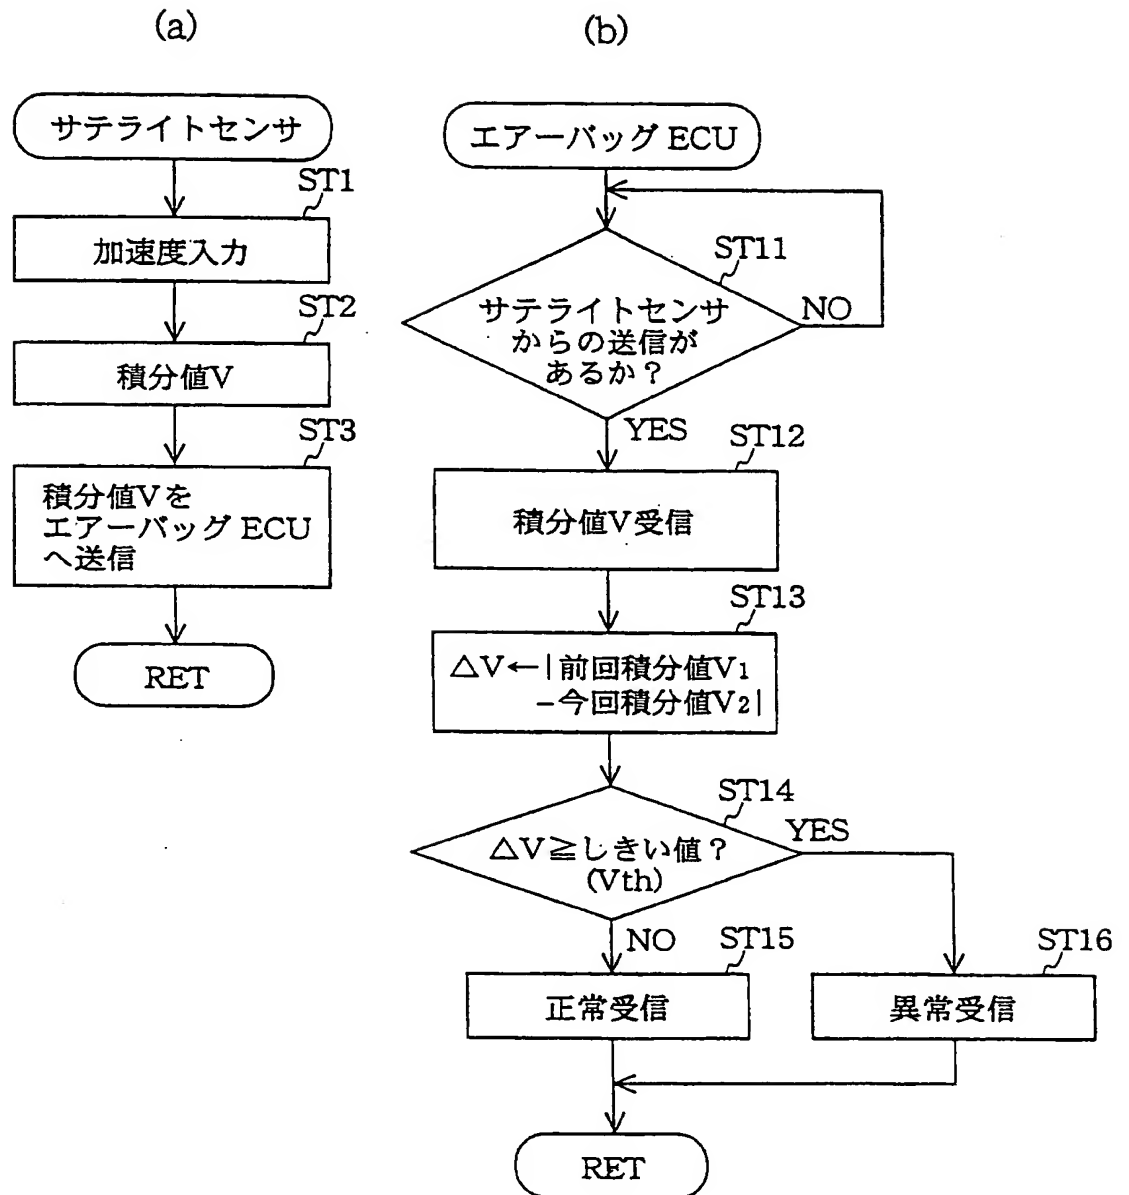 (a)
サテライトセンサ
ST1
加速度入力
ST2
積分値V
ST3
積分値Vを
エアーバッグ ECU
へ送信
RET
(b)
エアーバッグ ECU
ST11
サテライトセンサ
からの送信が
あるか？
NO
YES
ST12
積分値V受信
ST13
△V←|前回積分値V1
−今回積分値V2|
ST14
△V≧しきい値？
(Vth)
YES
NO
ST15
正常受信
ST16
異常受信
RET